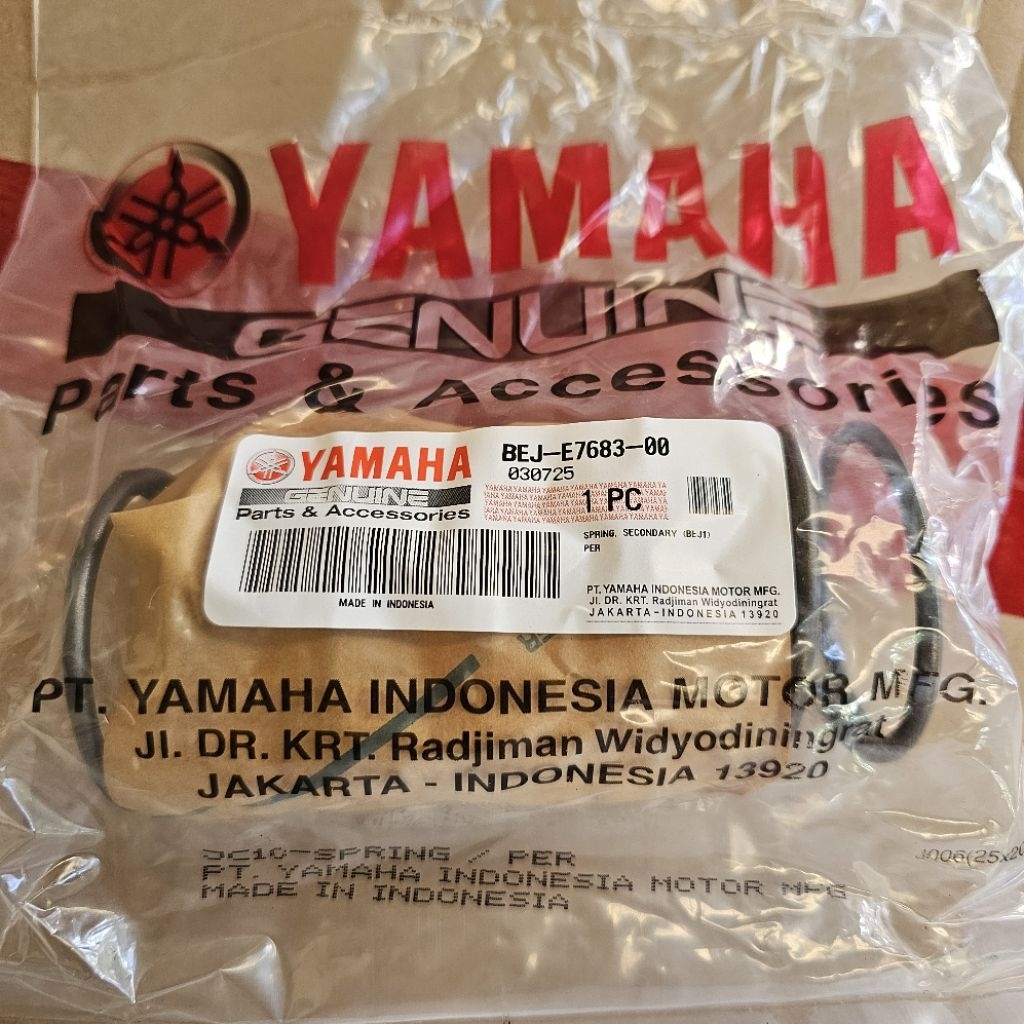 YAMAHA
GENUINE
Parts & Accessories
YAMAHA
GENUINE
Parts & Accessories
MADE IN INDONESIA
BEJ-E7683-00
030725
1 PC
SPRING, SECONDARY (BEJ1)
PER
PT. YAMAHA INDONESIA MOTOR MFG.
Jl. DR. KRT. Radjiman Widyodiningrat
JAKARTA-INDONESIA 13920
PT. YAMAHA INDONESIA MOTOR MFG.
Jl. DR. KRT. Radjiman Widyodiningrat
JAKARTA - INDONESIA 13920
SPRING / PER
PT. YAMAHA INDONESIA MOTOR MFG
MADE IN INDONESIA